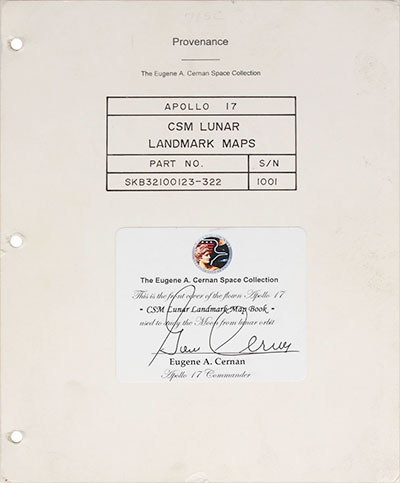 Provenance
The Eugene A. Cernan Space Collection
APOLLO 17
CSM LUNAR
LANDMARK MAPS
PART NO. S/N
SKB32100123-322 1001
The Eugene A. Cernan Space Collection
This is the front cover of the flown Apollo 17
- CSM Lunar Landmark Map Book -
used to study the Moon from lunar orbit
Gene Cernan
Eugene A. Cernan
Apollo 17 Commander